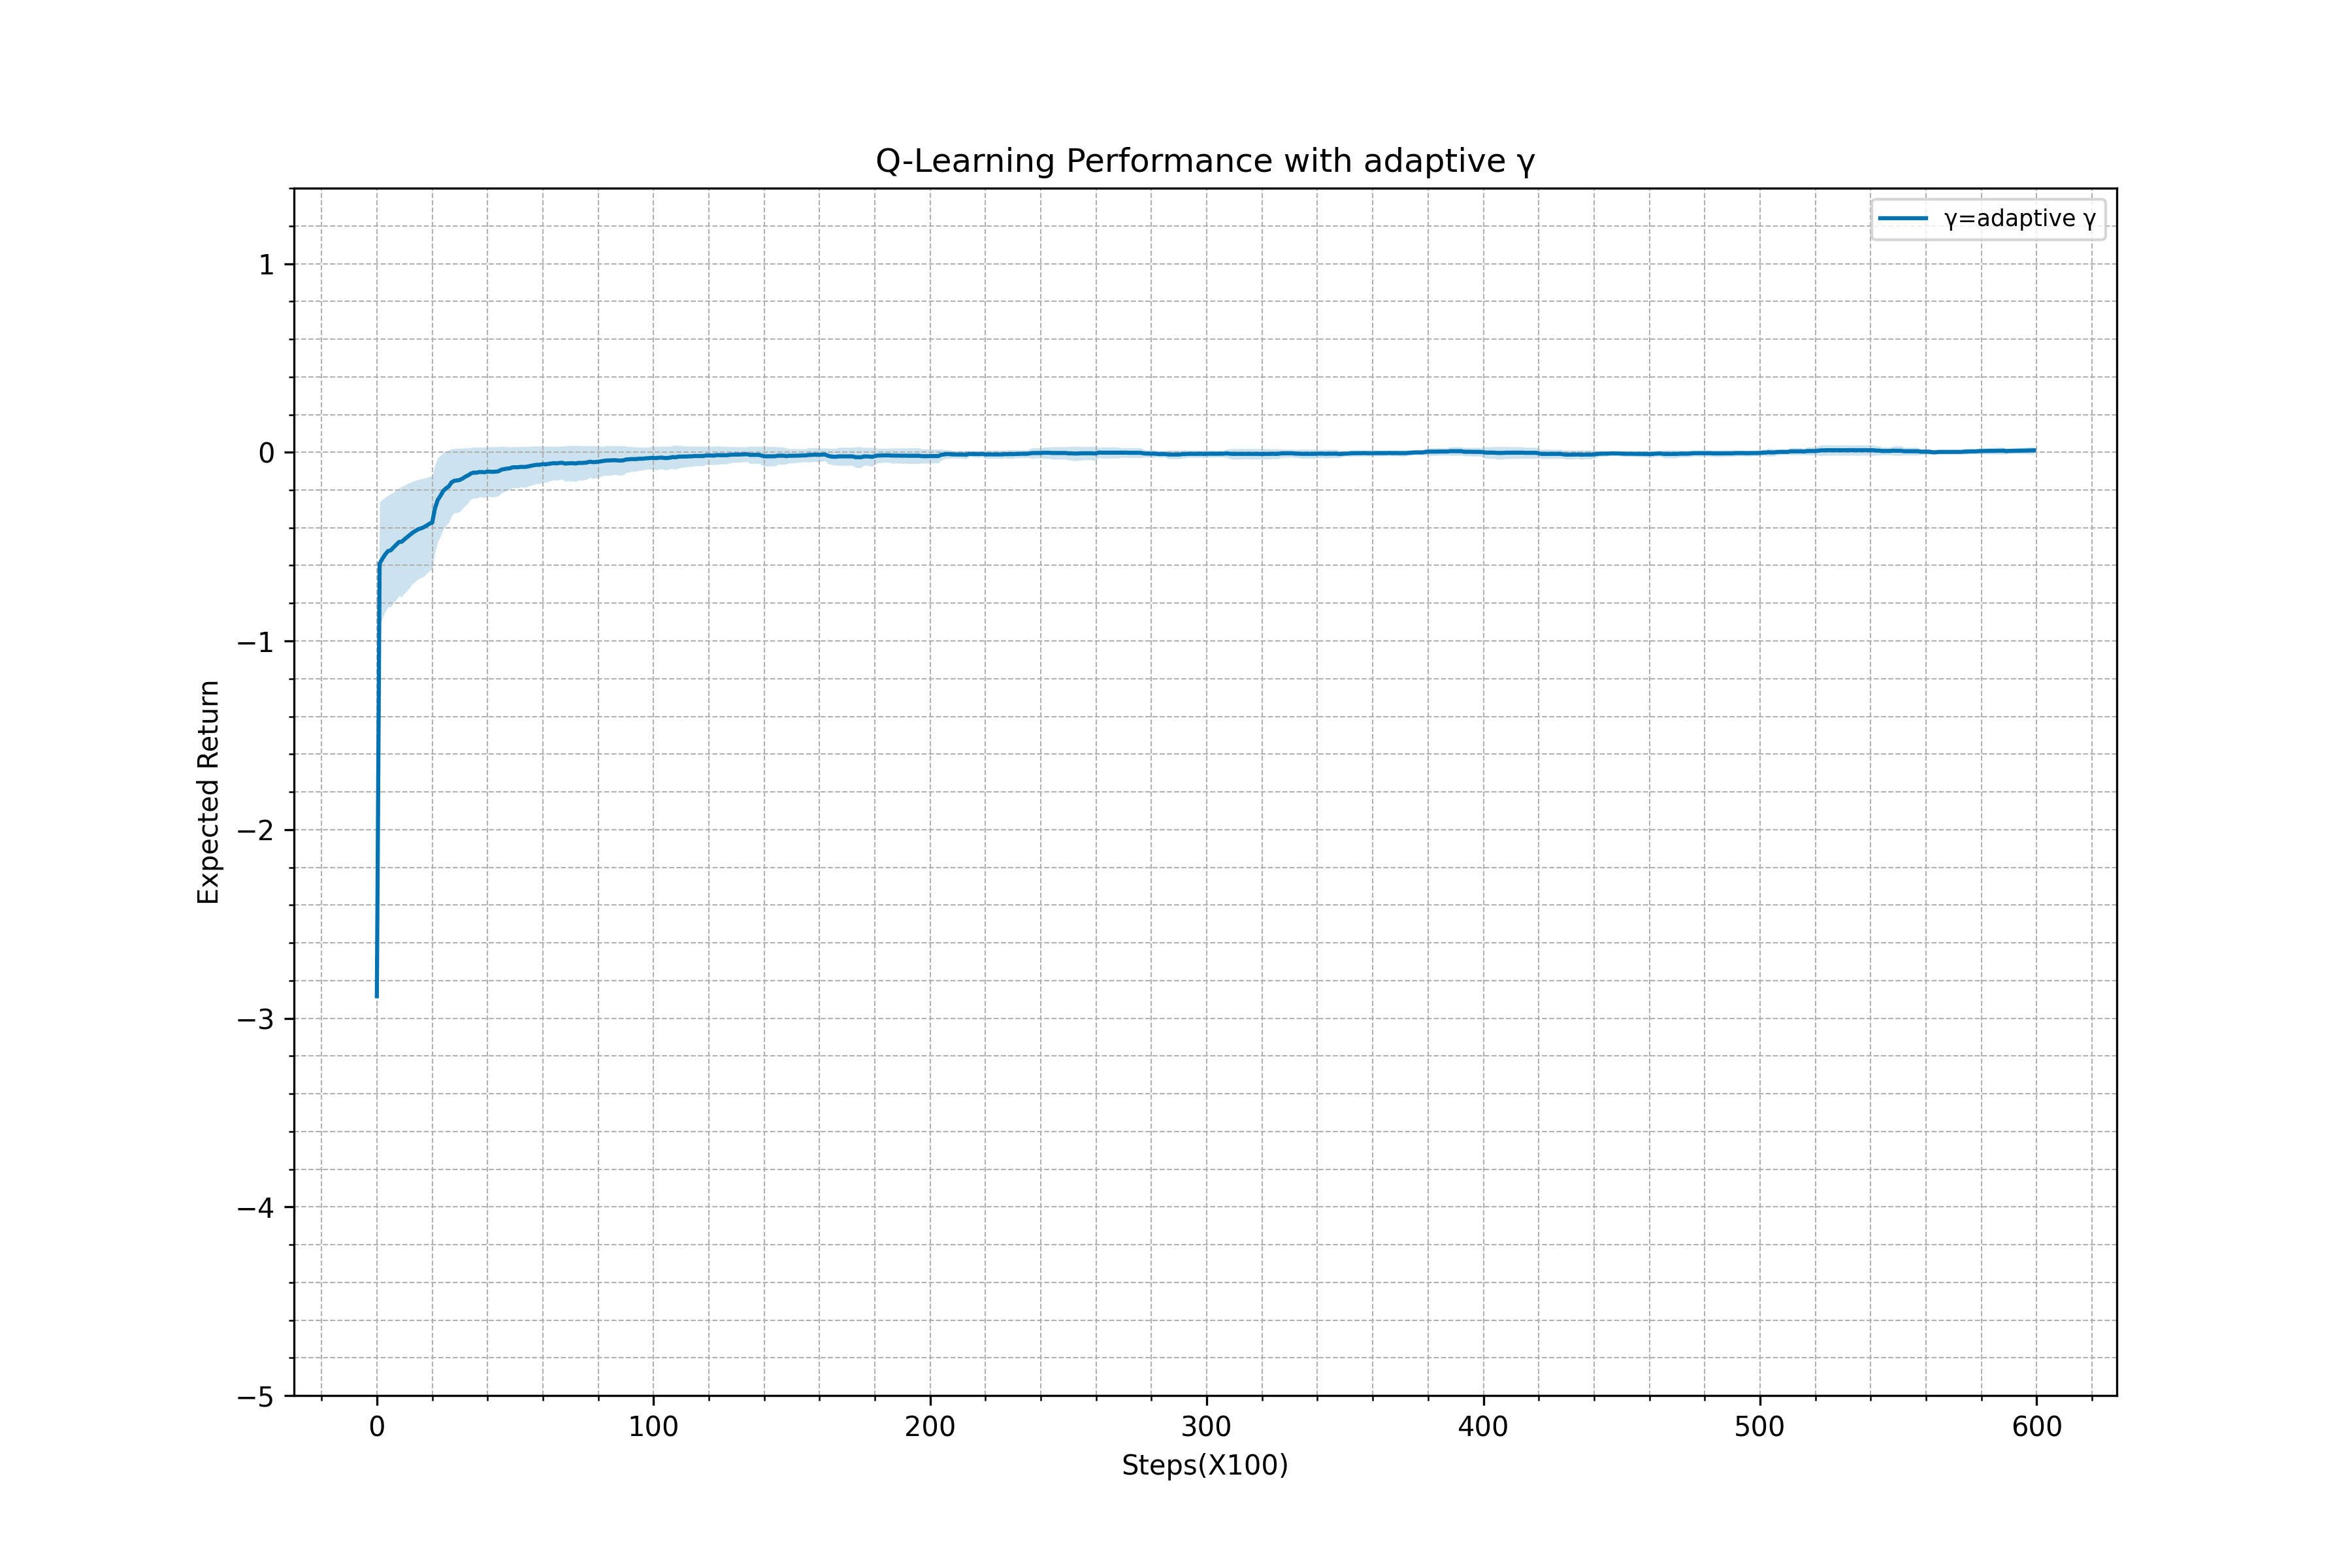 Q-Learning Performance with adaptive γ
γ=adaptive γ
1
0
−1
−2
−3
−4
−5
Expected Return
0 100 200 300 400 500 600
Steps(X100)